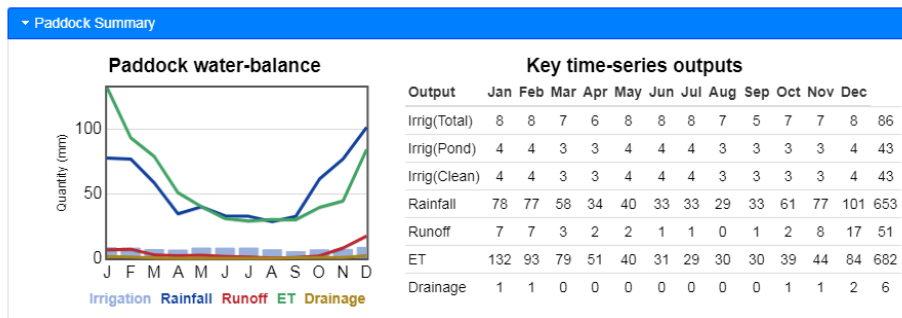 Paddock Summary
Paddock water-balance
Quantity (mm)
100
50
0
J F M A M J J A S O N D
Irrigation Rainfall Runoff ET Drainage
Key time-series outputs
Output Jan Feb Mar Apr May Jun Jul Aug Sep Oct Nov Dec
Irrig(Total) 8 8 7 6 8 8 8 7 5 7 7 8 86
Irrig(Pond) 4 4 3 3 4 4 4 3 3 3 3 4 43
Irrig(Clean) 4 4 3 3 4 4 4 3 3 3 3 4 43
Rainfall 78 77 58 34 40 33 33 29 33 61 77 101 653
Runoff 7 7 3 2 2 1 1 0 1 2 8 17 51
ET 132 93 79 51 40 31 29 30 30 39 44 84 682
Drainage 1 1 0 0 0 0 0 0 0 1 1 2 6